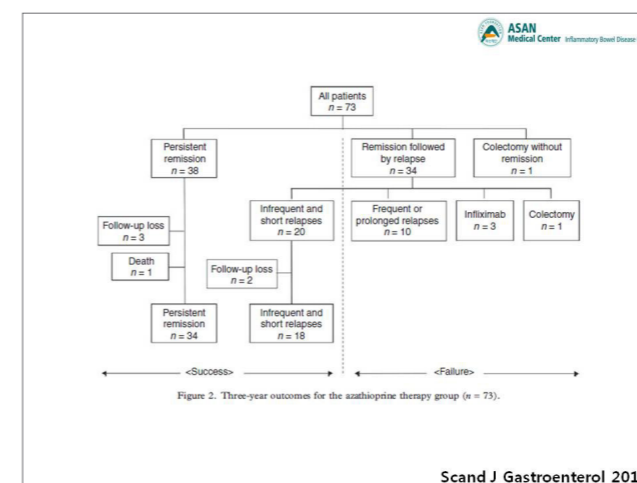 ASAN
Medical Center Inflammatory Bowel Disease
All patients
n = 73
Persistent
remission
n = 38
Remission followed
by relapse
n = 34
Colectomy without
remission
n = 1
Follow-up loss
n = 3
Death
n = 1
Infrequent and
short relapses
n = 20
Frequent or
prolonged relapses
n = 10
Infliximab
n = 3
Colectomy
n = 1
Follow-up loss
n = 2
Persistent
remission
n = 34
Infrequent and
short relapses
n = 18
<Success>
<Failure>
Figure 2. Three-year outcomes for the azathioprine therapy group (n = 73).
Scand J Gastroenterol 201